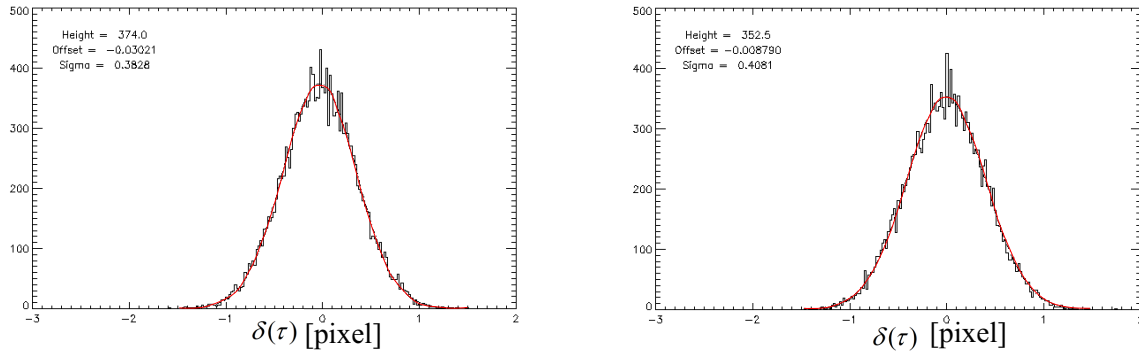 500
400
300
200
100
0
Height = 374.0
Offset = -0.03021
Sigma = 0.3828
-3 -2 -1 0 1 2
δ(τ) [pixel]
500
400
300
200
100
0
Height = 352.5
Offset = -0.008790
Sigma = 0.4081
-3 -2 -1 0 1
δ(τ) [pixel]